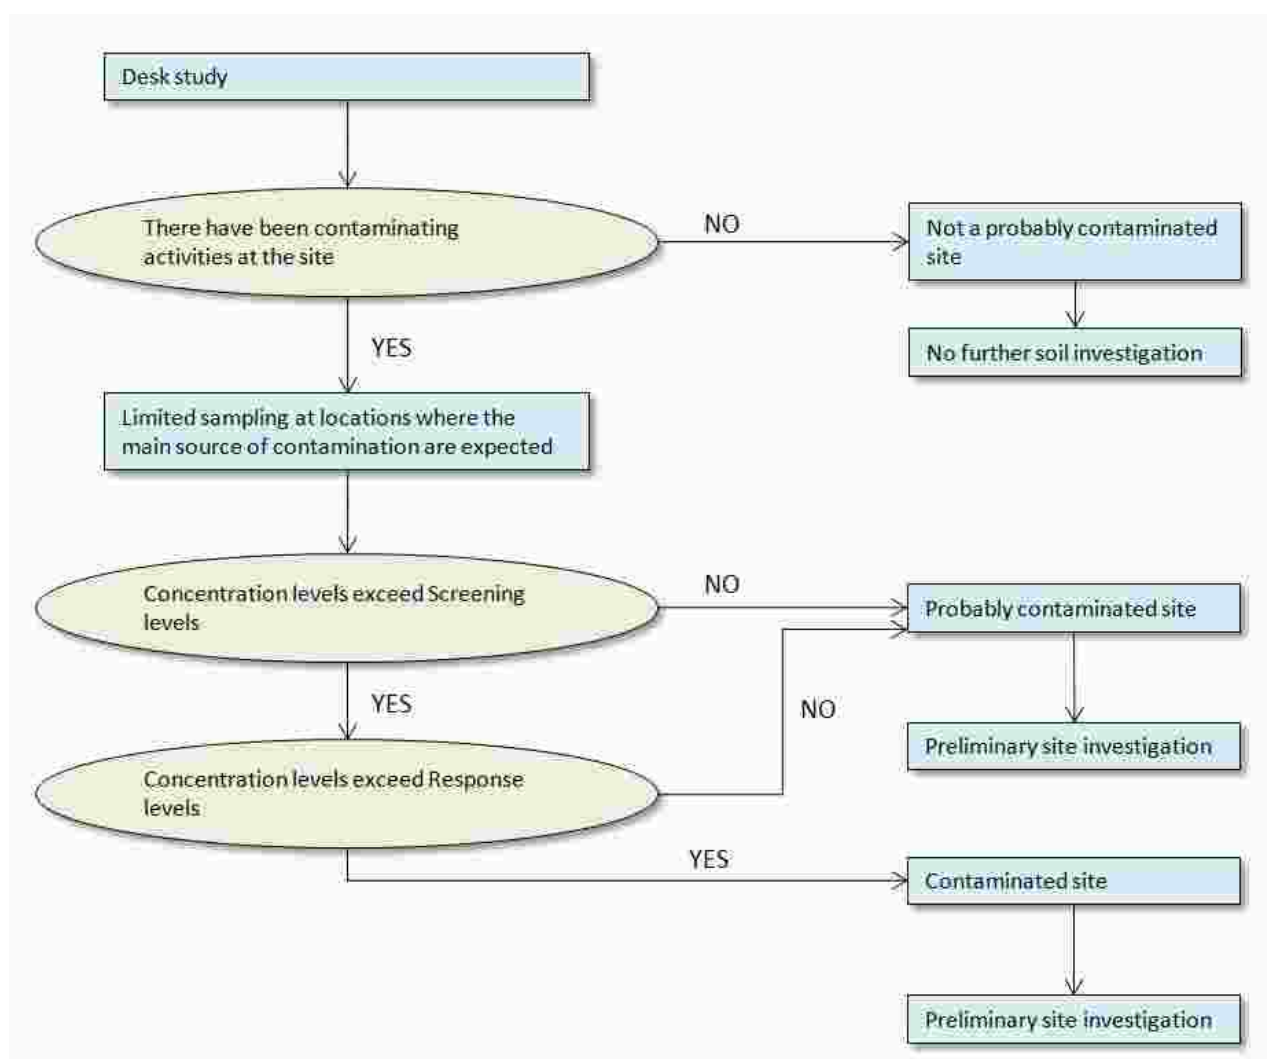 Desk study
There have been contaminating
activities at the site
NO
Not a probably contaminated
site
YES
No further soil investigation
Limited sampling at locations where the
main source of contamination are expected
Concentration levels exceed Screening
levels
NO
Probably contaminated site
YES
NO
Preliminary site investigation
Concentration levels exceed Response
levels
YES
Contaminated site
Preliminary site investigation